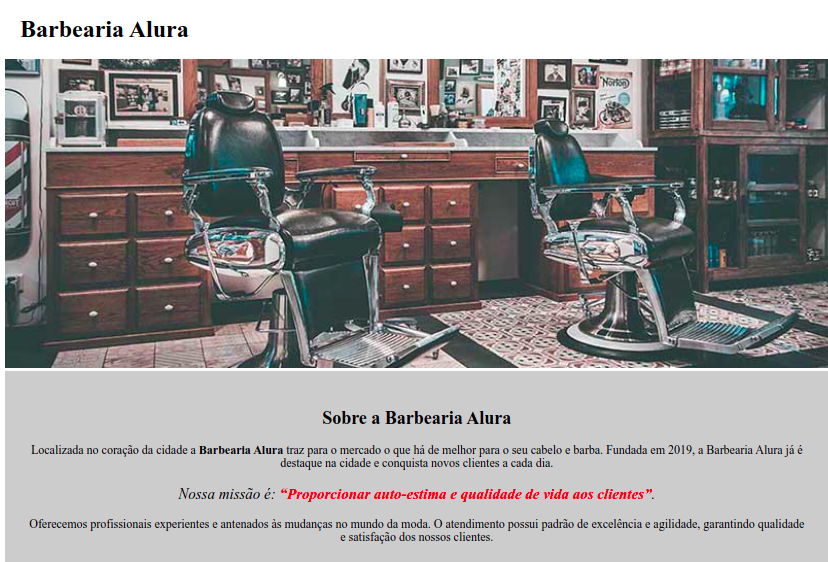 Barbearia Alura
Norton
Sobre a Barbearia Alura
Localizada no coração da cidade a Barbearia Alura traz para o mercado o que há de melhor para o seu cabelo e barba. Fundada em 2019, a Barbearia Alura já é
destaque na cidade e conquista novos clientes a cada dia.
Nossa missão é: “Proporcionar auto-estima e qualidade de vida aos clientes”.
Oferecemos profissionais experientes e antenados às mudanças no mundo da moda. O atendimento possui padrão de excelência e agilidade, garantindo qualidade
e satisfação dos nossos clientes.